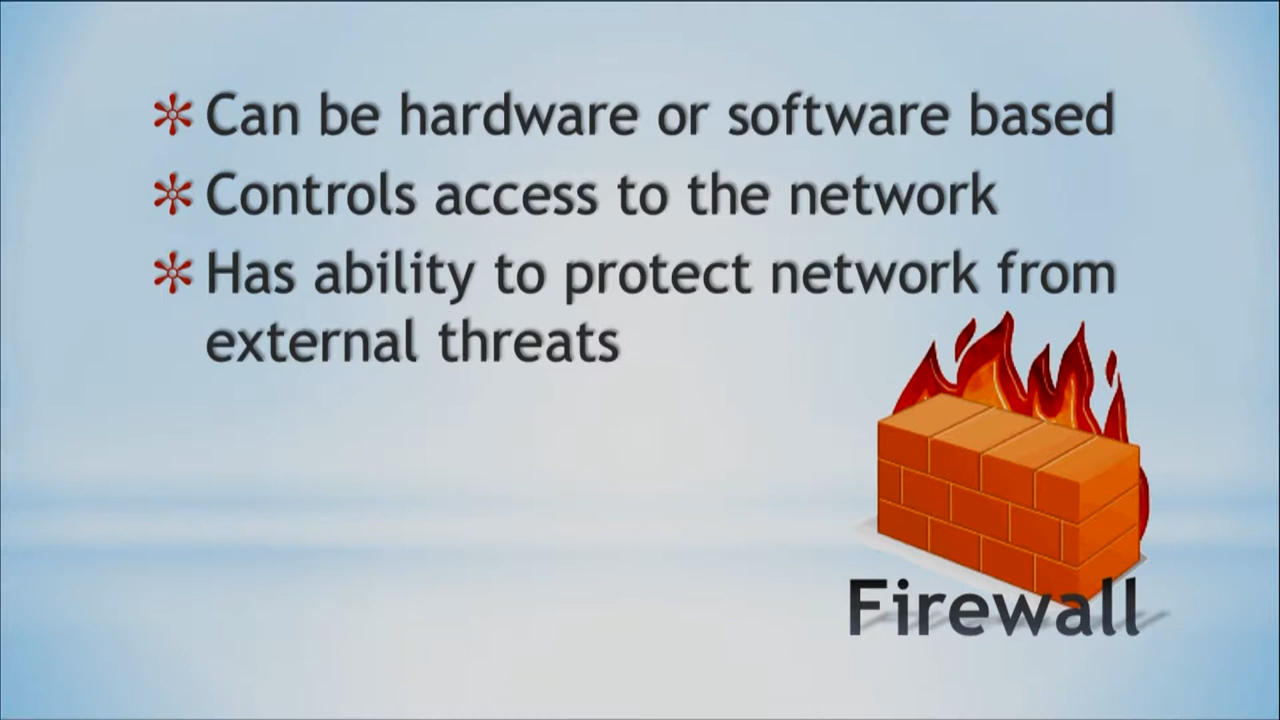 Can be hardware or software based
Controls access to the network
Has ability to protect network from
external threats
Firewall